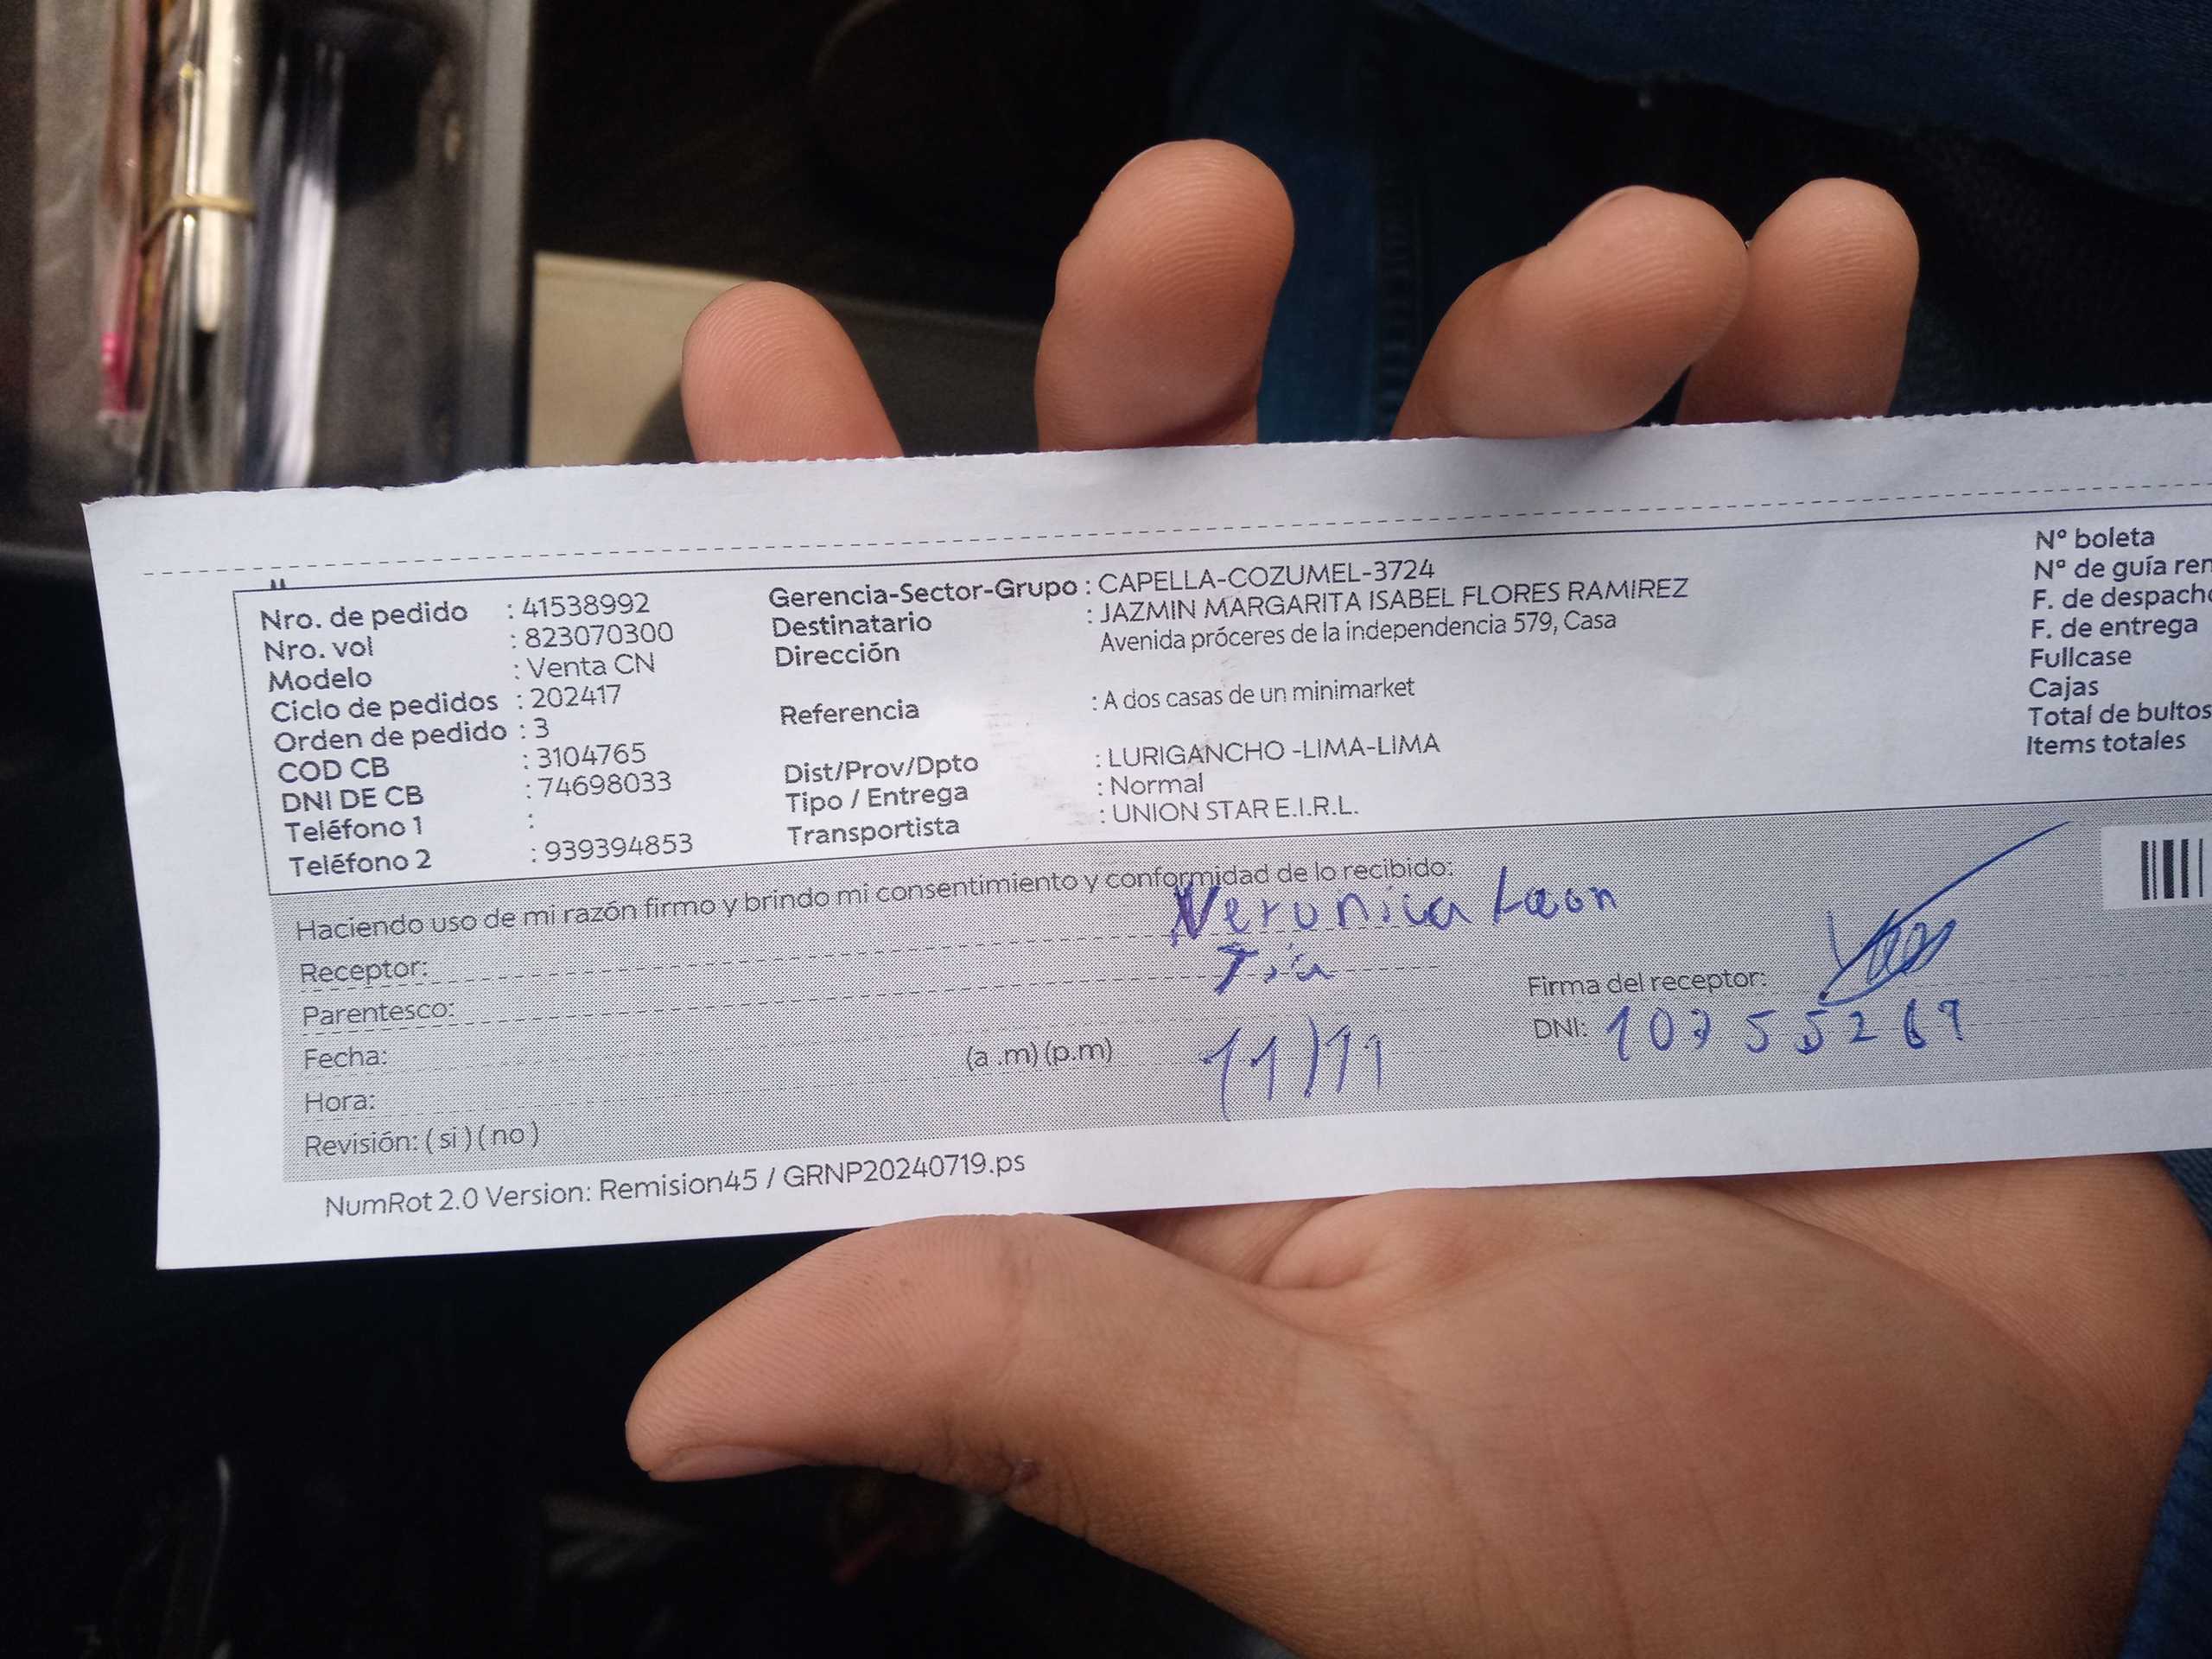 Nro. de pedido : 41538992
Nro. vol : 823070300
Modelo : Venta CN
Ciclo de pedidos : 202417
Orden de pedido : 3
COD CB : 3104765
DNI DE CB : 74698033
Teléfono 1 :
Teléfono 2 : 939394853
Gerencia-Sector-Grupo : CAPELLA-COZUMEL-3724
Destinatario : JAZMIN MARGARITA ISABEL FLORES RAMIREZ
Dirección Avenida próceres de la independencia 579, Casa
Referencia : A dos casas de un minimarket
Dist/Prov/Dpto : LURIGANCHO -LIMA-LIMA
Tipo / Entrega : Normal
Transportista : UNION STAR E.I.R.L.
Nº boleta
Nº de guía rem
F. de despacho
F. de entrega
Fullcase
Cajas
Total de bultos
Items totales
Haciendo uso de mi razón firmo y brindo mi consentimiento y conformidad de lo recibido:
Receptor: Veronica Leon
Parentesco: Tia
Fecha: 11/11
Hora: (a .m) (p.m)
Revisión: ( si ) ( no )
Firma del receptor:
DNI: 10755269
NumRot 2.0 Version: Remision45 / GRNP20240719.ps